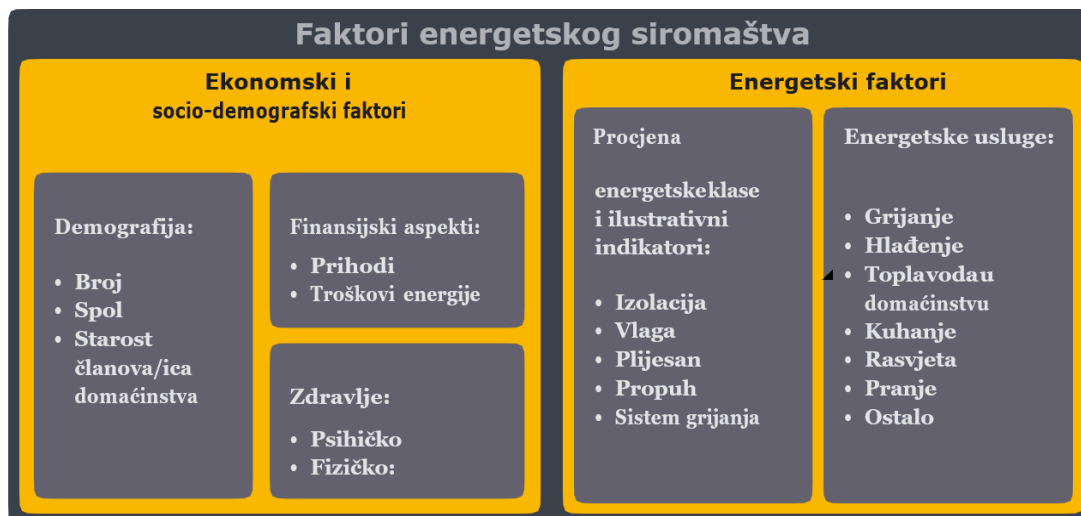 Faktori energetskog siromaštva
Ekonomski i
socio-demografski faktori
Demografija:
• Broj
• Spol
• Starost
članova/ica
domaćinstva
Finansijski aspekti:
• Prihodi
• Troškovi energije
Zdravlje:
• Psihičko
• Fizičko:
Energetski faktori
Procjena
energetskeklase
i ilustrativni
indikatori:
• Izolacija
• Vlaga
• Plijesan
• Propuh
• Sistem grijanja
Energetske usluge:
• Grijanje
• Hlađenje
• Toplavodau
domaćinstvu
• Kuhanje
• Rasvjeta
• Pranje
• Ostalo